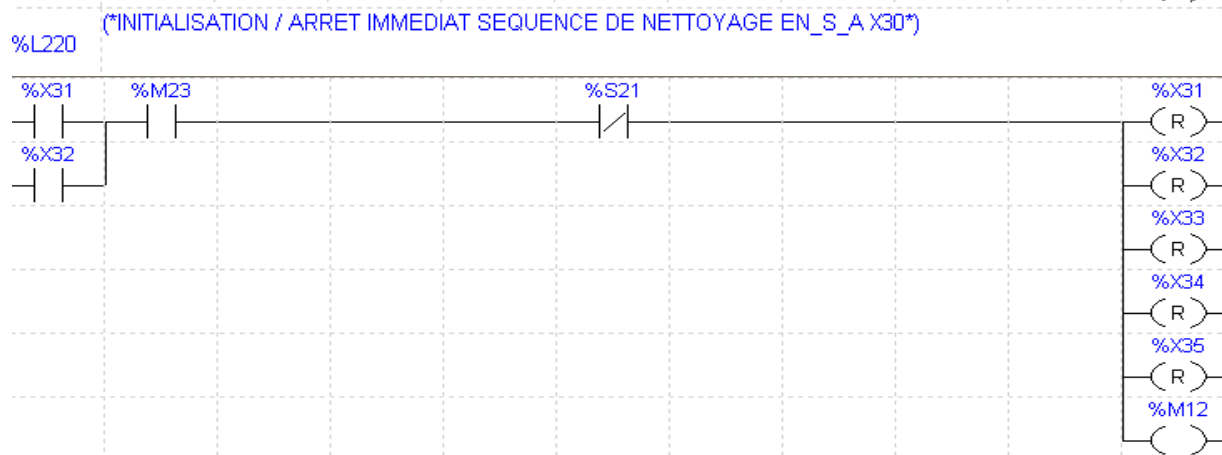 (*INITIALISATION / ARRET IMMEDIAT SEQUENCE DE NETTOYAGE EN_S_A X30*)
%L220
%X31 %M23 %S21 %X31
R
%X32 %X32
R
%X33
R
%X34
R
%X35
R
%M12